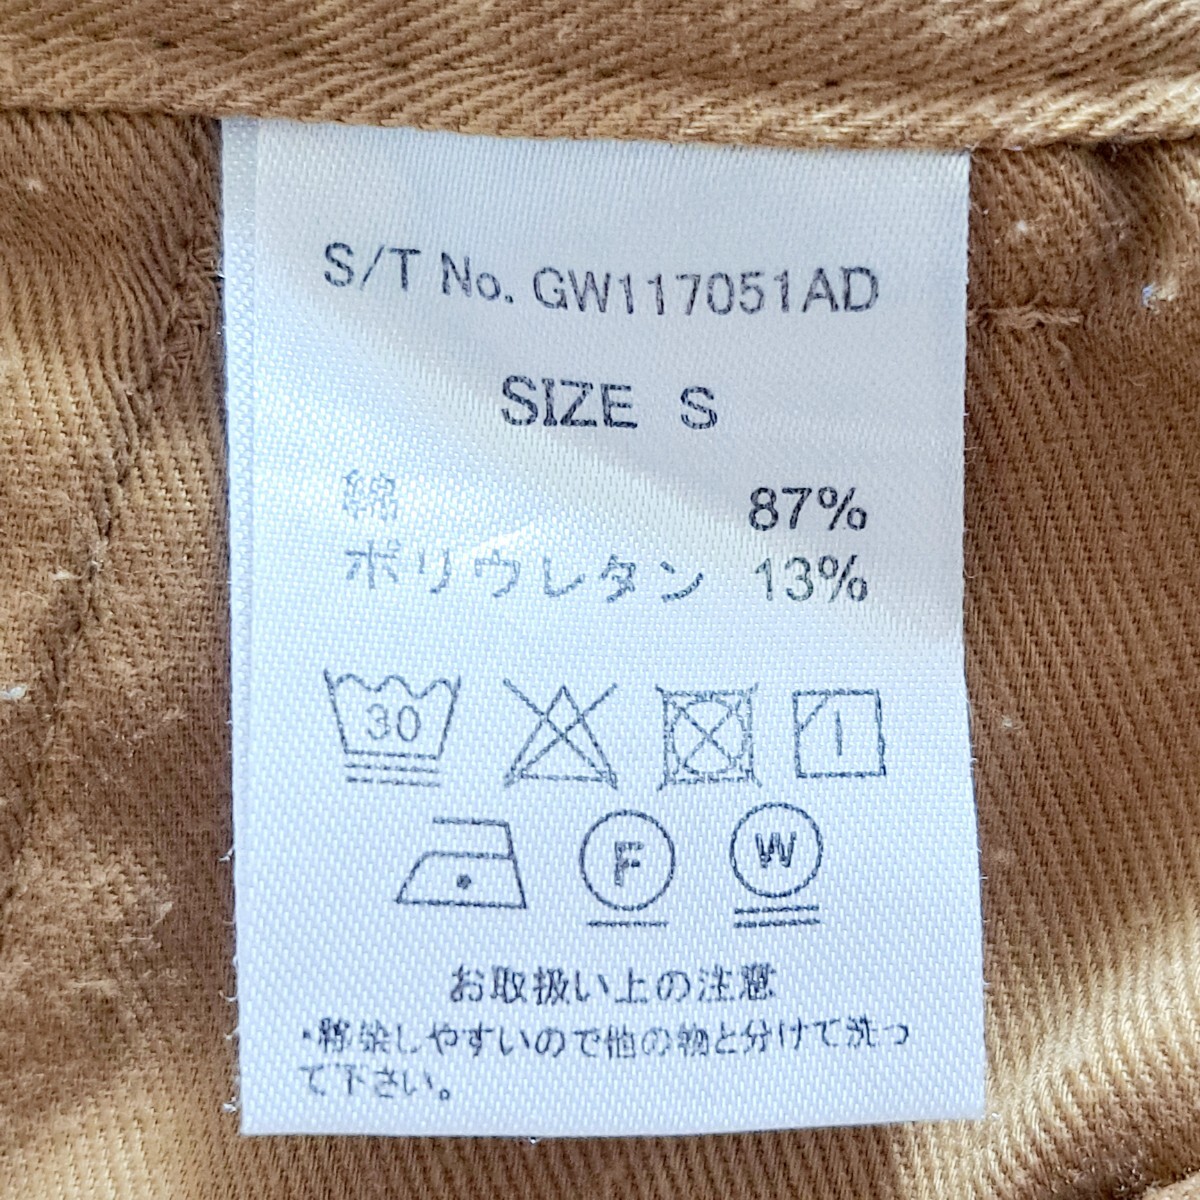 S/T No. GW117051AD
SIZE S
綿 87%
ポリウレタン 13%
30
F W
お取扱い上の注意
・移染しやすいので他の物と分けて洗っ
て下さい。